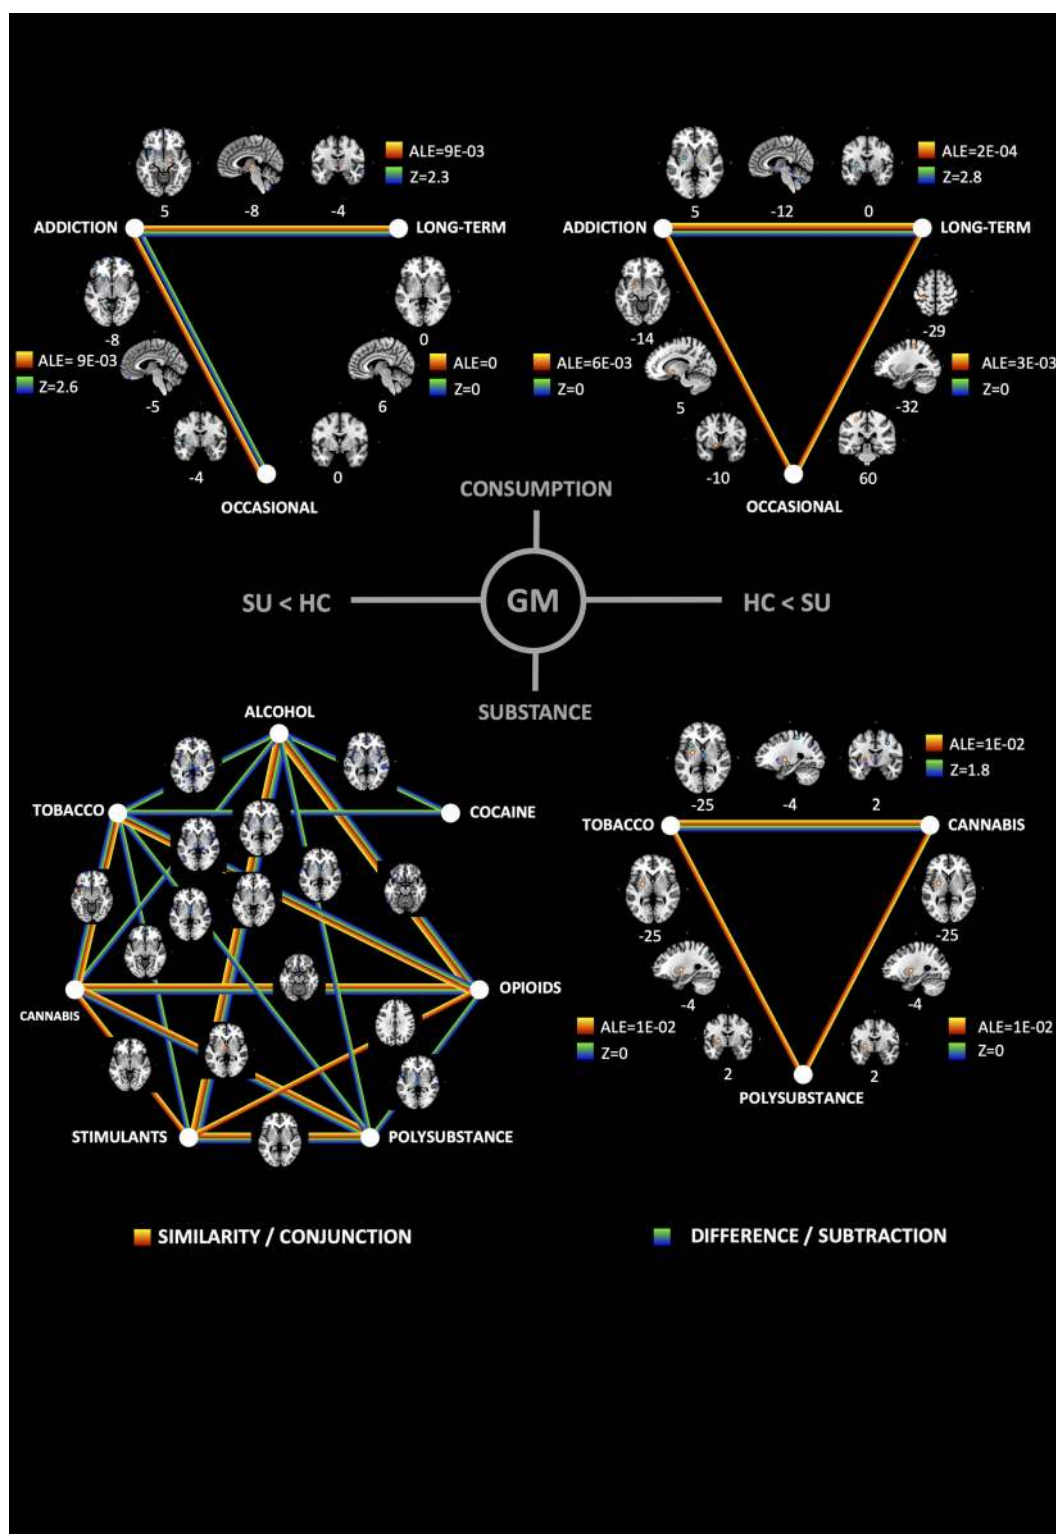 ALE=9E-03
Z=2.3
5
-8
-4
ADDICTION
LONG-TERM
-8
0
ALE= 9E-03
Z=2.6
-5
6
ALE=0
Z=0
-4
0
OCCASIONAL
ALE=2E-04
Z=2.8
5
-12
0
ADDICTION
LONG-TERM
-14
-29
ALE=6E-03
Z=0
5
-32
ALE=3E-03
Z=0
-10
60
OCCASIONAL
CONSUMPTION
SU < HC
GM
HC < SU
SUBSTANCE
ALCOHOL
TOBACCO
COCAINE
OPIOIDS
CANNABIS
STIMULANTS
POLYSUBSTANCE
ALE=1E-02
Z=1.8
-25
-4
2
TOBACCO
CANNABIS
-25
-25
-4
-4
ALE=1E-02
Z=0
ALE=1E-02
Z=0
2
2
POLYSUBSTANCE
SIMILARITY / CONJUNCTION
DIFFERENCE / SUBTRACTION